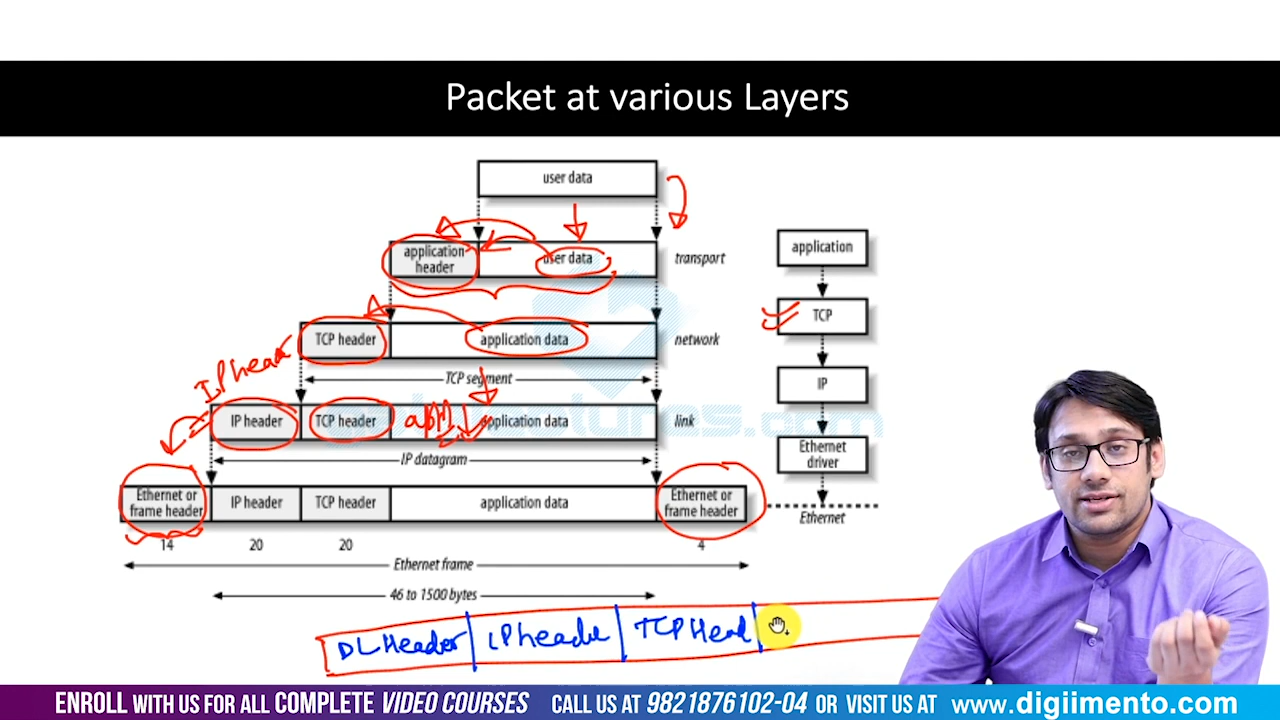 Packet at various Layers
user data
application
header
user data
transport
application
TCP header
application data
network
TCP
IP header
TCP segment
IP header
TCP header
application data
link
IP
IP datagram
Ethernet
driver
Ethernet or
frame header
IP header
TCP header
application data
Ethernet or
frame header
Ethernet
14
20
20
4
Ethernet frame
46 to 1500 bytes
DL Header
IP header
TCP Head
ENROLL WITH US FOR ALL COMPLETE VIDEO COURSES CALL US AT 9821876102-04 OR VISIT US AT www.digiimento.com